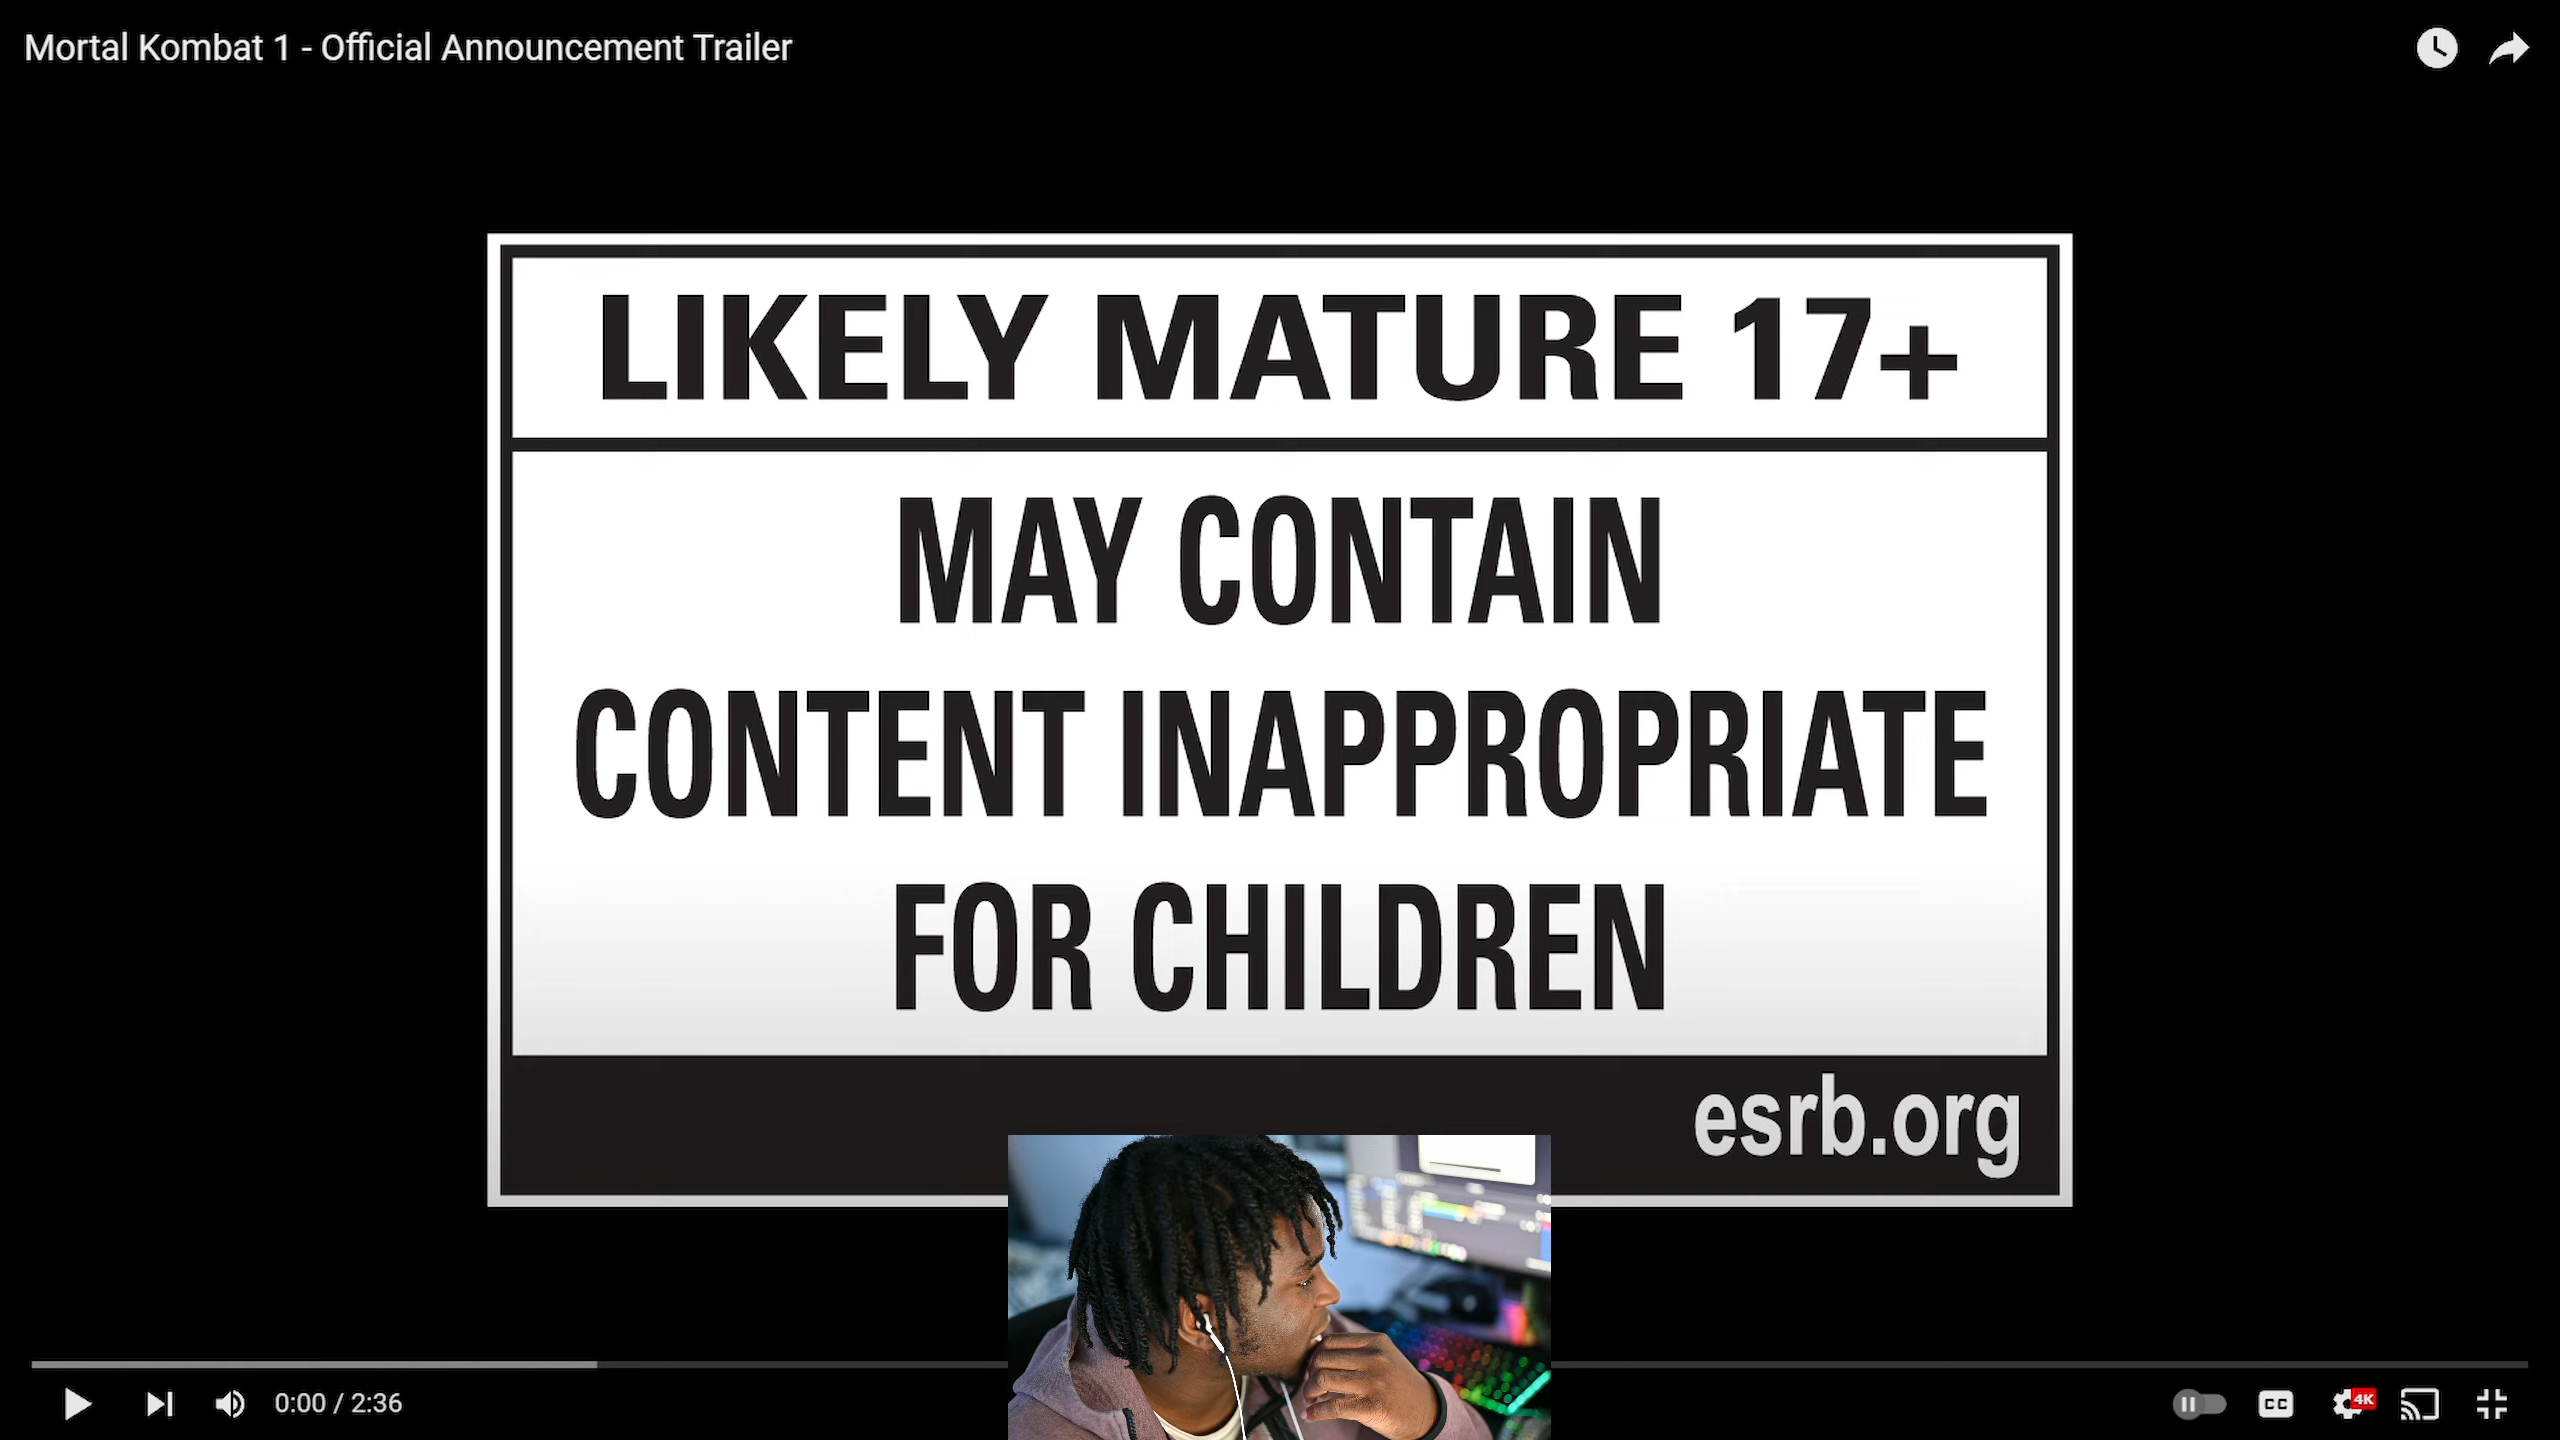 Mortal Kombat 1 - Official Announcement Trailer
LIKELY MATURE 17+
MAY CONTAIN
CONTENT INAPPROPRIATE
FOR CHILDREN
esrb.org
0:00 / 2:36
CC
4K